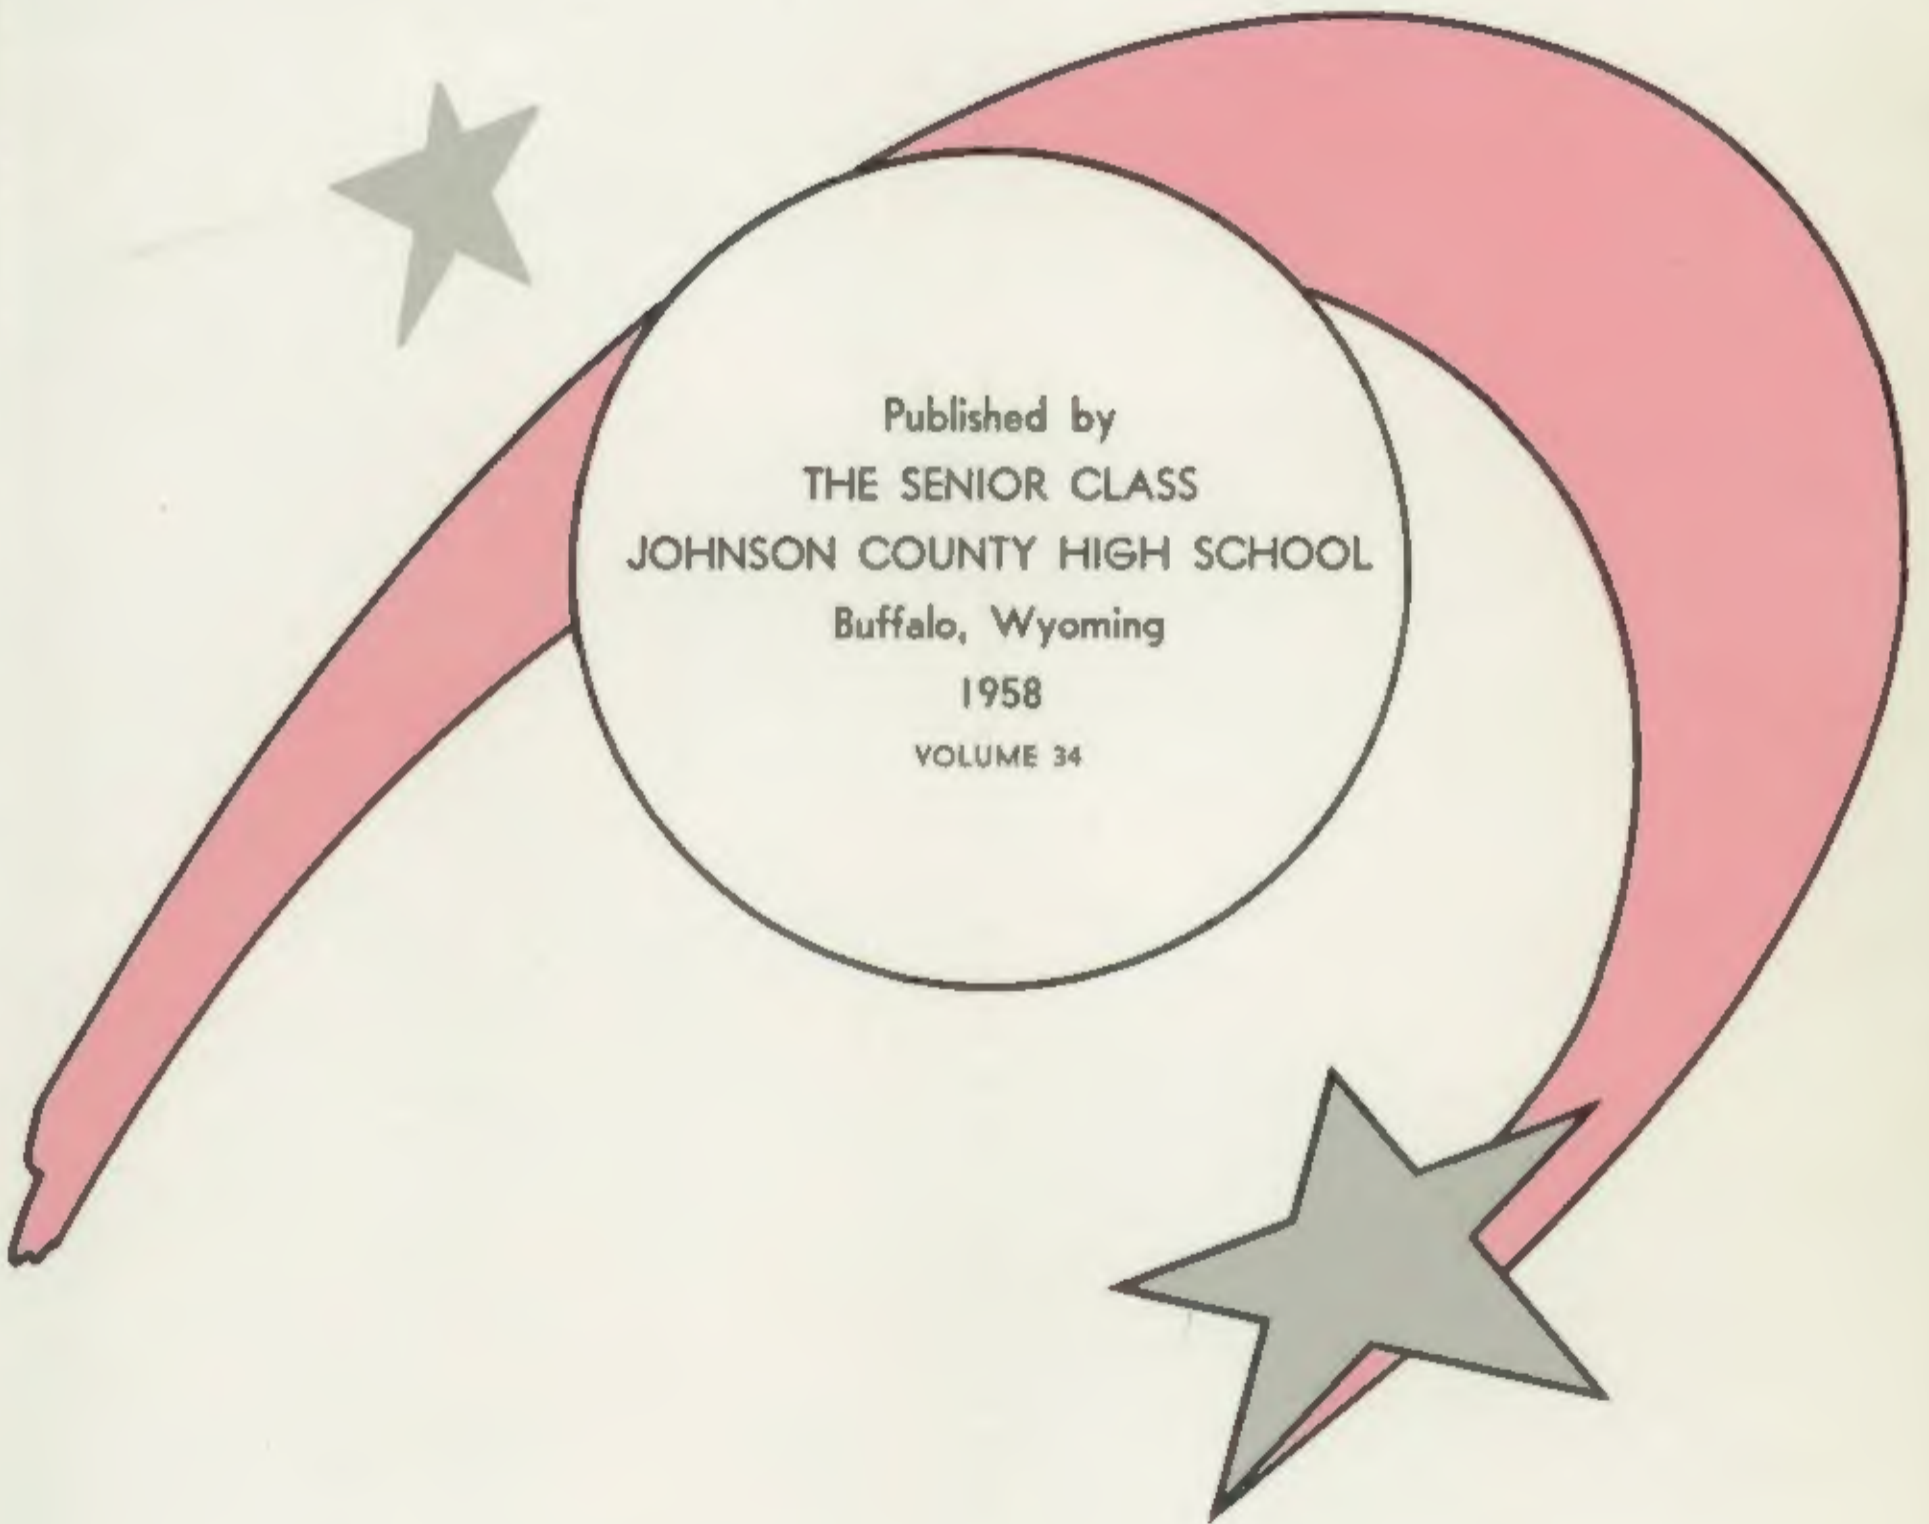 Published by
THE SENIOR CLASS
JOHNSON COUNTY HIGH SCHOOL
Buffalo, Wyoming
1958
VOLUME 34